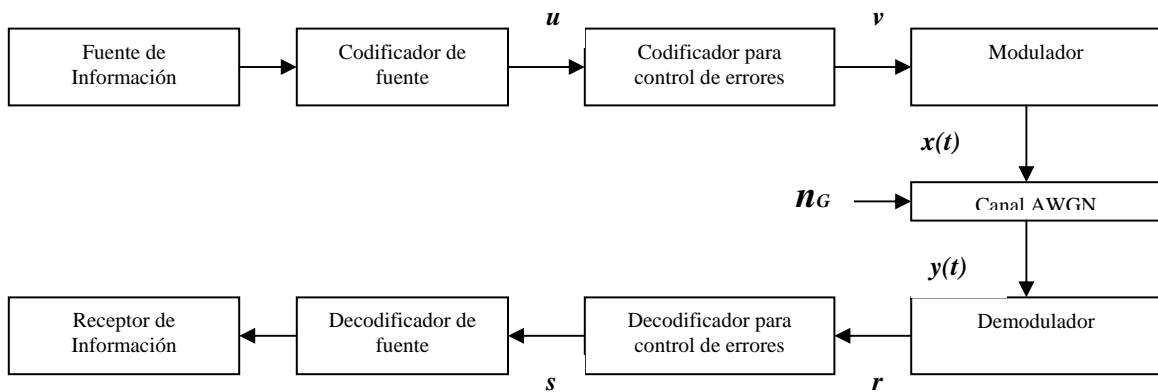 u
v
Fuente de
Información
Codificador de
fuente
Codificador para
control de errores
Modulador
x(t)
nG
Canal AWGN
y(t)
Receptor de
Información
Decodificador de
fuente
Decodificador para
control de errores
Demodulador
s
r